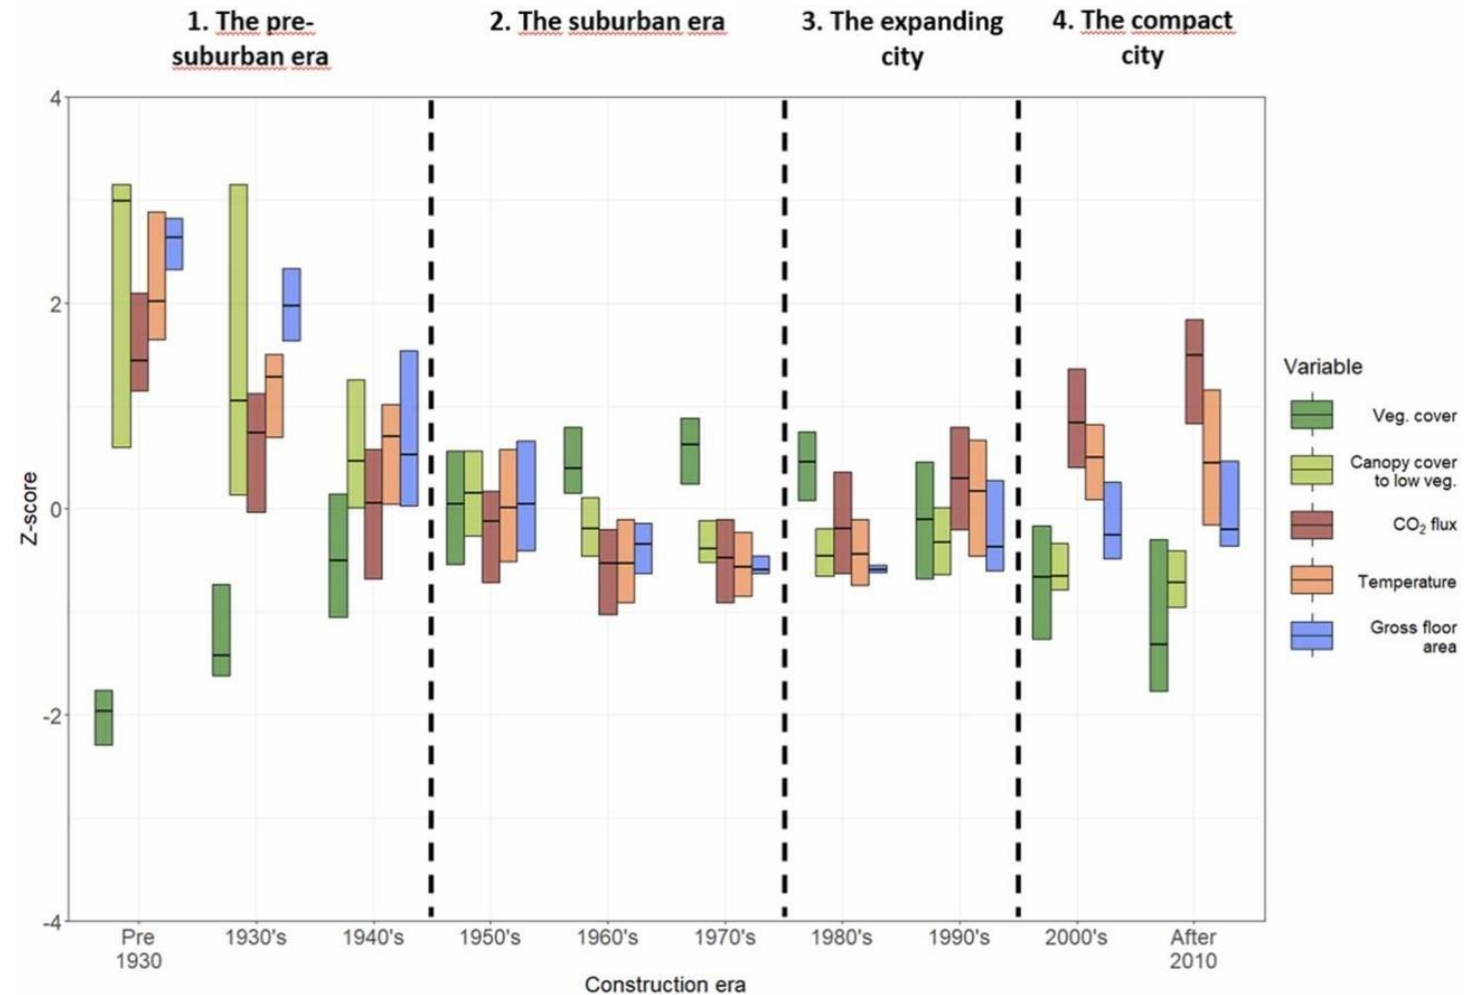 1. The pre-
suburban era
2. The suburban era
3. The expanding
city
4. The compact
city
4
2
0
-2
-4
Z-score
Pre
1930
1930's
1940's
1950's
1960's
1970's
1980's
1990's
2000's
After
2010
Construction era
Variable
Veg. cover
Canopy cover
to low veg.
CO₂ flux
Temperature
Gross floor
area